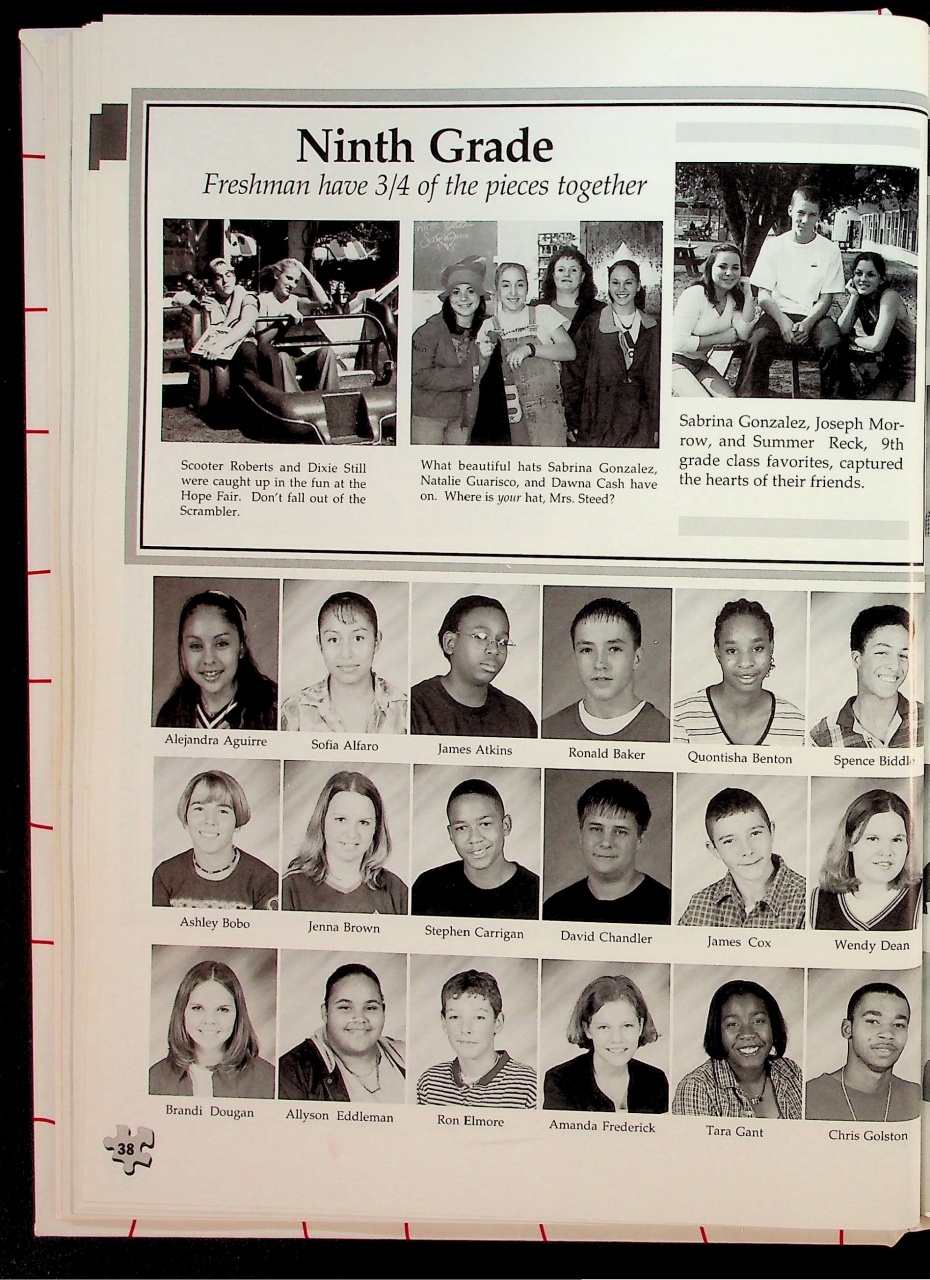 Ninth Grade
Freshman have 3/4 of the pieces together
Scooter Roberts and Dixie Still
were caught up in the fun at the
Hope Fair. Don't fall out of the
Scrambler.
What beautiful hats Sabrina Gonzalez,
Natalie Guarisco, and Dawna Cash have
on. Where is your hat, Mrs. Steed?
Sabrina Gonzalez, Joseph Mor-
row, and Summer Reck, 9th
grade class favorites, captured
the hearts of their friends.
Alejandra Aguirre
Sofia Alfaro
James Atkins
Ronald Baker
Quontisha Benton
Spence Biddle
Ashley Bobo
Jenna Brown
Stephen Carrigan
David Chandler
James Cox
Wendy Dean
Brandi Dougan
Allyson Eddleman
Ron Elmore
Amanda Frederick
Tara Gant
Chris Golston
38